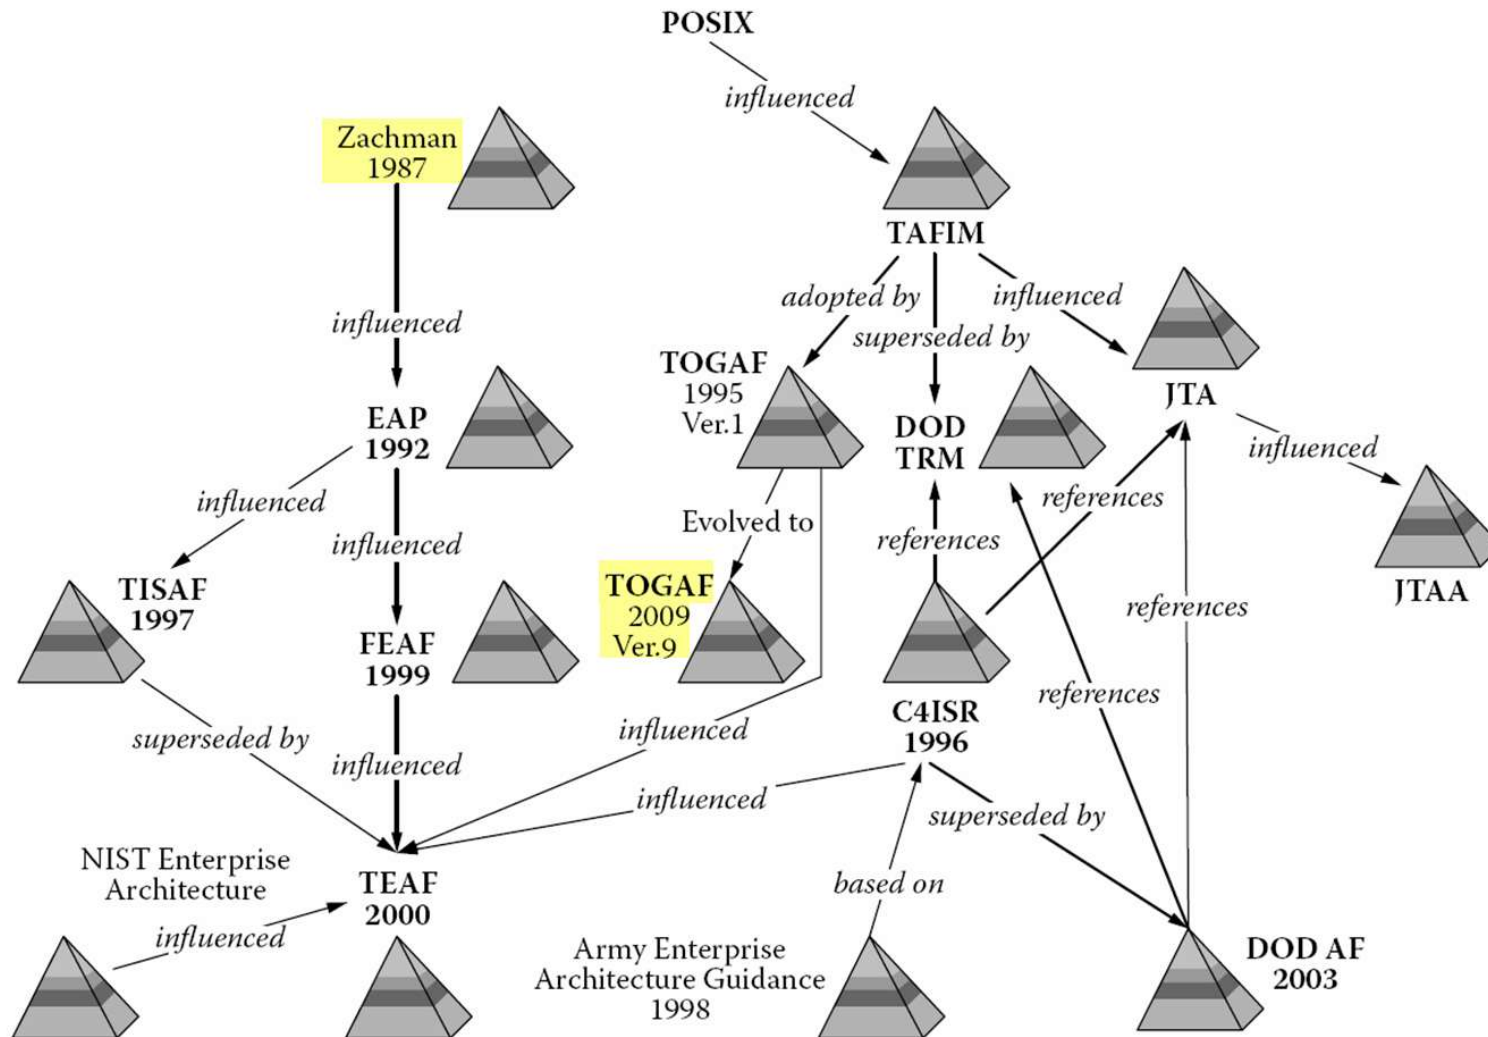 POSIX
influenced
Zachman
1987
TAFIM
adopted by
influenced
superseded by
influenced
TOGAF
1995
Ver.1
JTA
EAP
1992
DOD
TRM
influenced
influenced
references
Evolved to
influenced
references
TISAF
1997
TOGAF
2009
Ver.9
JTAA
references
FEAF
1999
references
C4ISR
1996
superseded by
influenced
influenced
influenced
superseded by
NIST Enterprise
Architecture
TEAF
2000
based on
influenced
Army Enterprise
Architecture Guidance
1998
DOD AF
2003